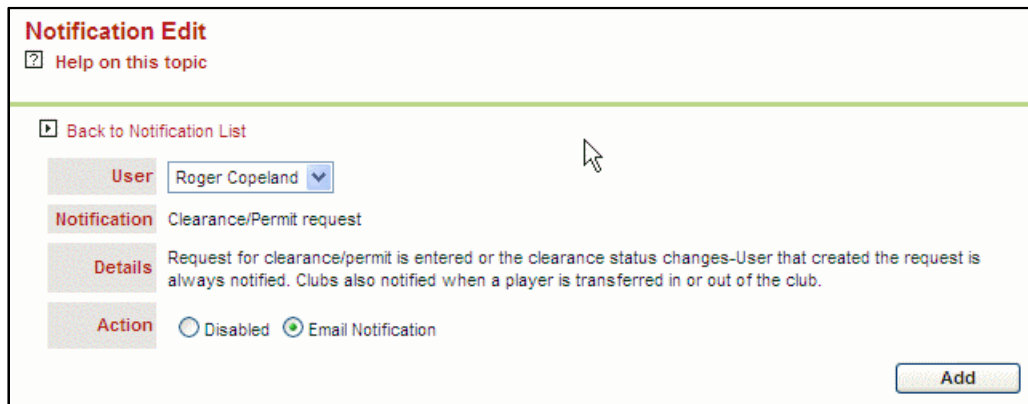 Notification Edit
? Help on this topic
Back to Notification List
User Roger Copeland
Notification Clearance/Permit request
Details Request for clearance/permit is entered or the clearance status changes-User that created the request is
always notified. Clubs also notified when a player is transferred in or out of the club.
Action Disabled Email Notification
Add